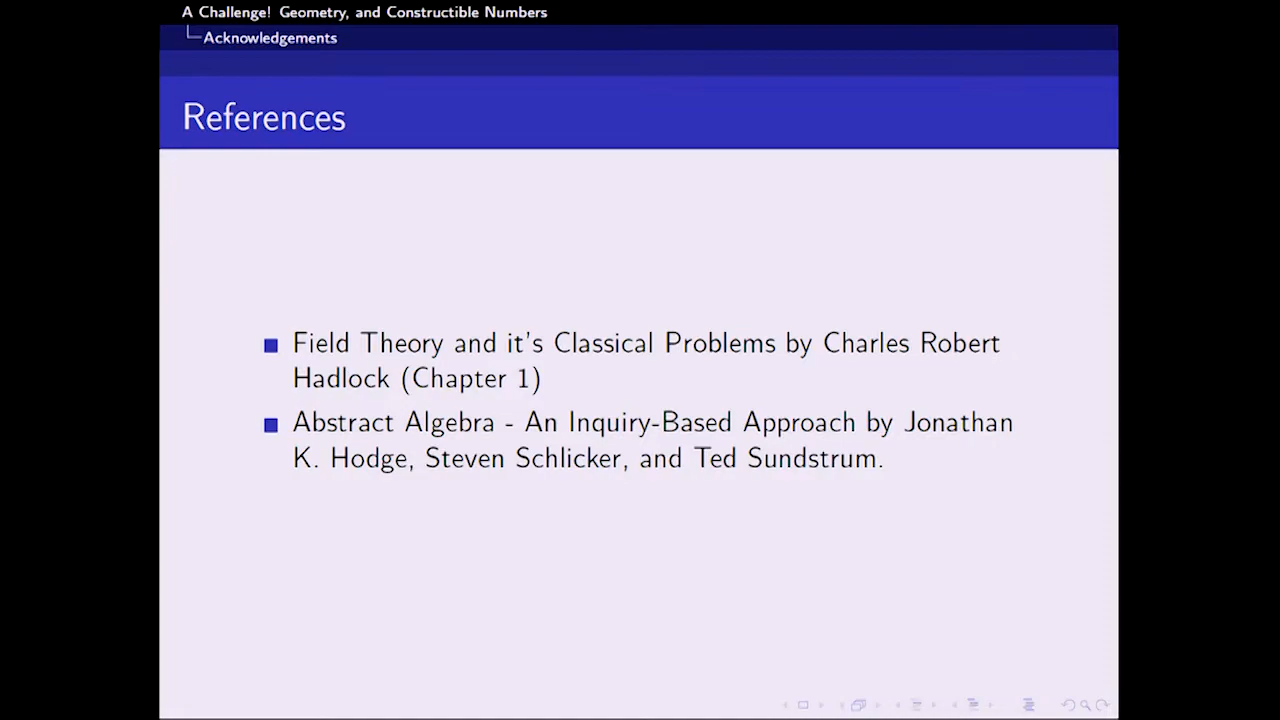 A Challenge! Geometry, and Constructible Numbers
Acknowledgements
References
Field Theory and it's Classical Problems by Charles Robert
Hadlock (Chapter 1)
Abstract Algebra - An Inquiry-Based Approach by Jonathan
K. Hodge, Steven Schlicker, and Ted Sundstrum.